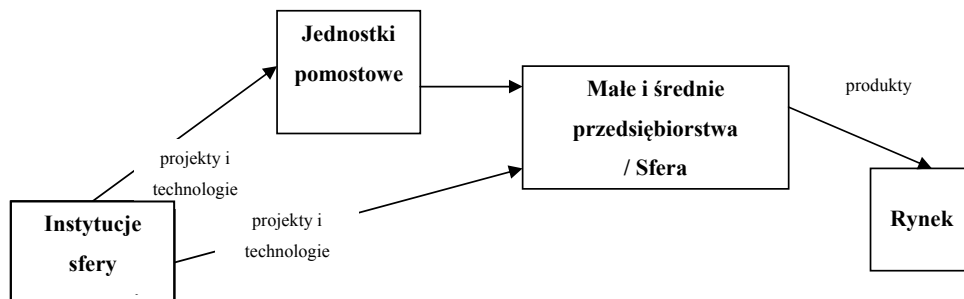 Jednostki
pomostowe
Małe i średnie
przedsiębiorstwa
/ Sfera
produkty
projekty i
technologie
Instytucje
sfery
projekty i
technologie
Rynek